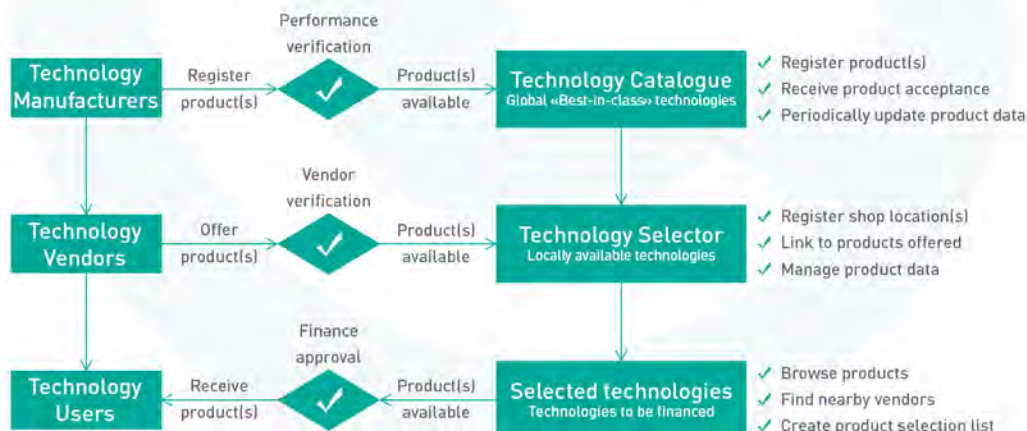 Performance
verification
Technology
Manufacturers
Register
product(s)
Product(s)
available
Technology Catalogue
Global «Best-in-class» technologies
Register product(s)
Receive product acceptance
Periodically update product data
Vendor
verification
Technology
Vendors
Offer
product(s)
Product(s)
available
Technology Selector
Locally available technologies
Register shop location(s)
Link to products offered
Manage product data
Finance
approval
Technology
Users
Receive
product(s)
Product(s)
available
Selected technologies
Technologies to be financed
Browse products
Find nearby vendors
Create product selection list